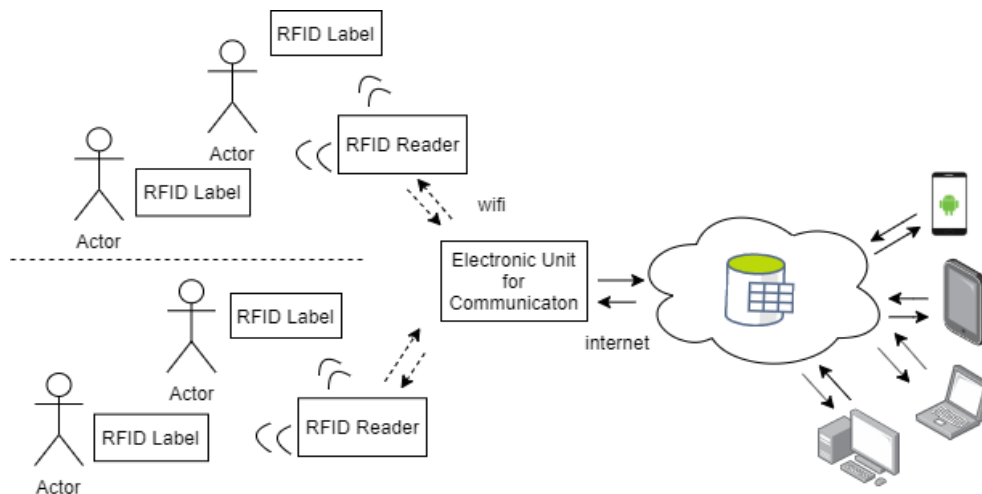 RFID Label
Actor
RFID Reader
RFID Label
Actor
wifi
Electronic Unit
for
Communicaton
internet
RFID Label
Actor
RFID Reader
RFID Label
Actor